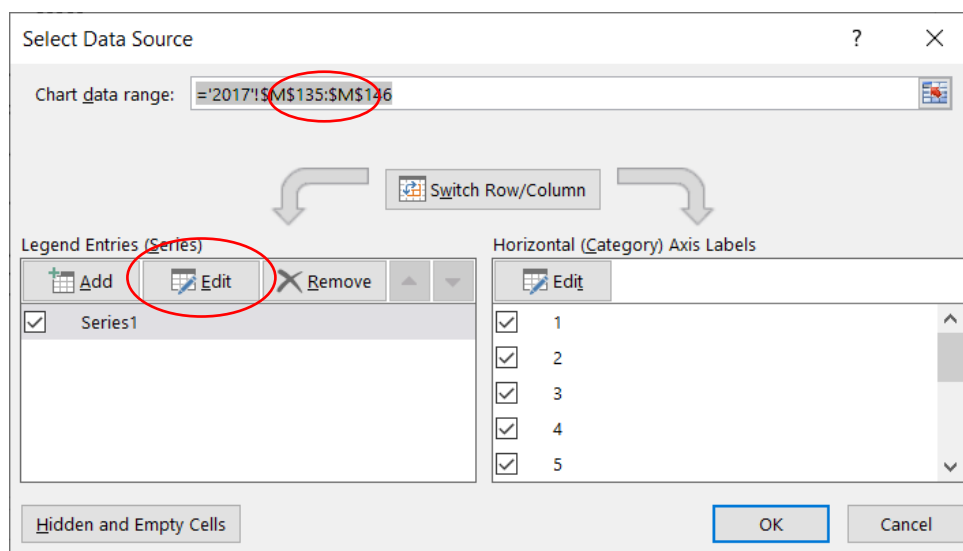 Select Data Source ?
Chart data range: ='2017'!$M$135:$M$146
Switch Row/Column
Legend Entries (Series)
Add Edit Remove
Series1
Horizontal (Category) Axis Labels
Edit
1
2
3
4
5
Hidden and Empty Cells
OK Cancel